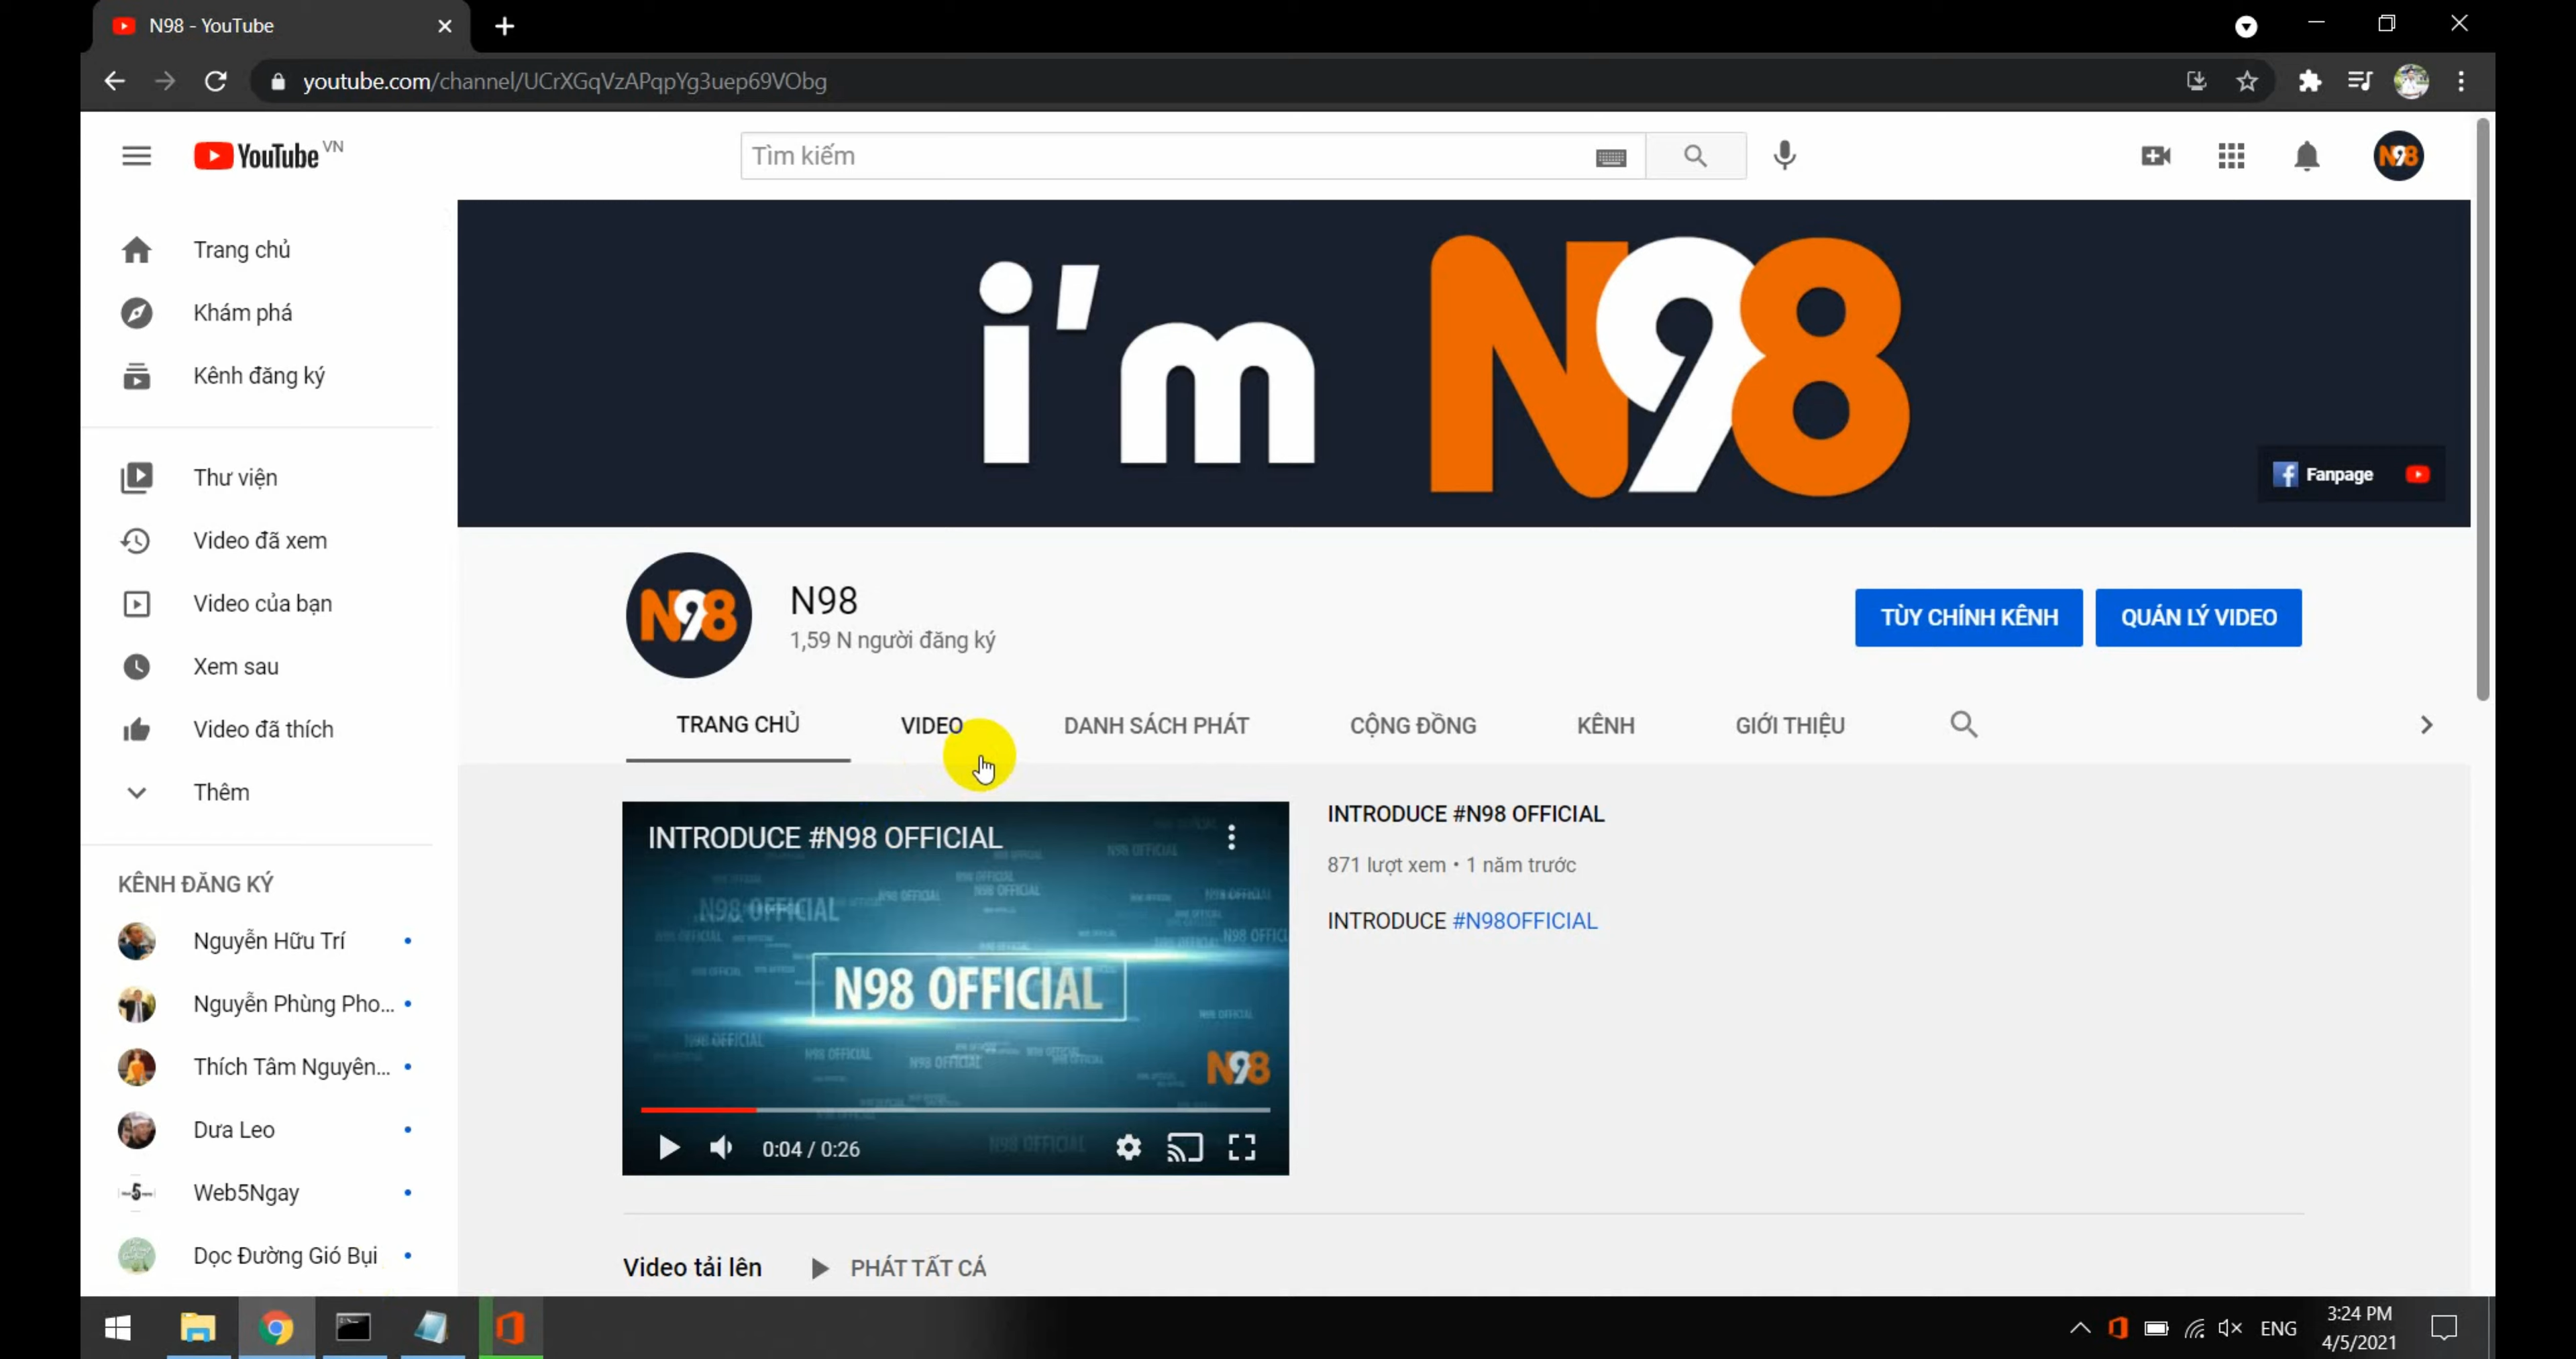 N98 - YouTube
youtube.com/channel/UCrXGqVzAPqpYg3uep69VObg
YouTube VN
Tìm kiếm
N98
Trang chủ
Khám phá
Kênh đăng ký
Thư viện
Video đã xem
Video của bạn
Xem sau
Video đã thích
Thêm
KÊNH ĐĂNG KÝ
Nguyễn Hữu Trí
Nguyễn Phùng Pho...
Thích Tâm Nguyên...
Dưa Leo
Web5Ngay
Dọc Đường Gió Bụi
i'm N98
Fanpage
N98
N98
1,59 N người đăng ký
TÙY CHỈNH KÊNH
QUẢN LÝ VIDEO
TRANG CHỦ
VIDEO
DANH SÁCH PHÁT
CỘNG ĐỒNG
KÊNH
GIỚI THIỆU
INTRODUCE #N98 OFFICIAL
N98 OFFICIAL
N98 OFFICIAL
N98
0:04 / 0:26
INTRODUCE #N98 OFFICIAL
871 lượt xem • 1 năm trước
INTRODUCE #N98OFFICIAL
Video tải lên
PHÁT TẤT CẢ
ENG
3:24 PM
4/5/2021